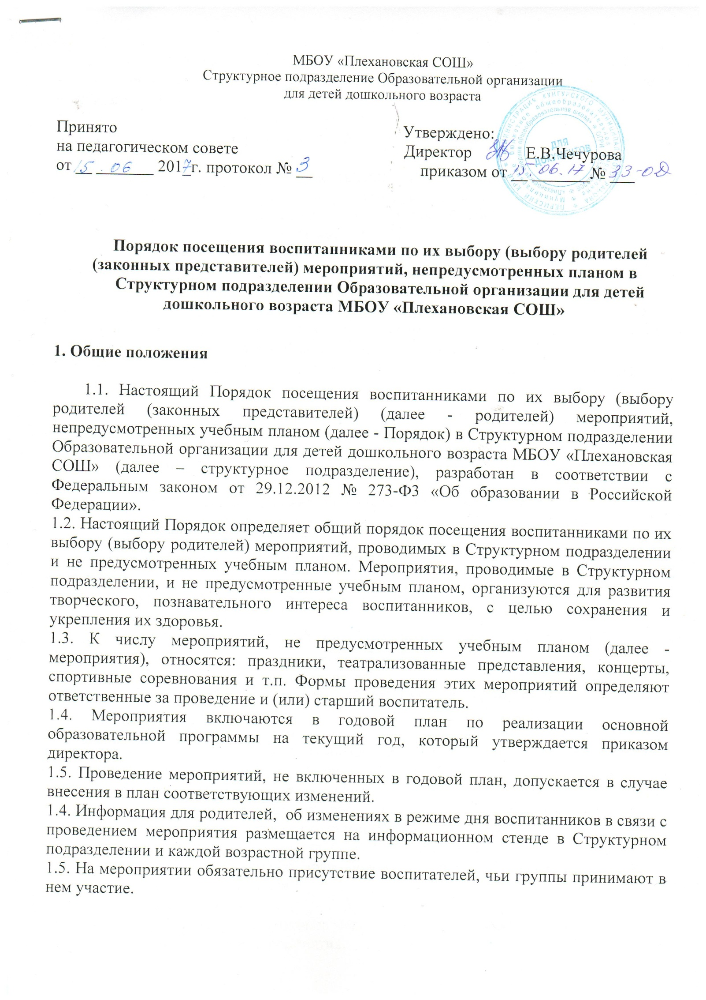 МБОУ «Плехановская СОШ»
Структурное подразделение Образовательной организации
для детей дошкольного возраста
Принято
на педагогическом совете
от 15 . 06 2017г. протокол № 3
Утверждено:
Директор Е.В.Чечурова
приказом от 15. 06. 17 № 33-ОД
ДЛЯ
ДОКУМЕНТОВ
Порядок посещения воспитанниками по их выбору (выбору родителей
(законных представителей) мероприятий, непредусмотренных планом в
Структурном подразделении Образовательной организации для детей
дошкольного возраста МБОУ «Плехановская СОШ»
1. Общие положения
1.1. Настоящий Порядок посещения воспитанниками по их выбору (выбору
родителей (законных представителей) (далее - родителей) мероприятий,
непредусмотренных учебным планом (далее - Порядок) в Структурном подразделении
Образовательной организации для детей дошкольного возраста МБОУ «Плехановская
СОШ» (далее – структурное подразделение), разработан в соответствии с
Федеральным законом от 29.12.2012 № 273-ФЗ «Об образовании в Российской
Федерации».
1.2. Настоящий Порядок определяет общий порядок посещения воспитанниками по их
выбору (выбору родителей) мероприятий, проводимых в Структурном подразделении
и не предусмотренных учебным планом. Мероприятия, проводимые в Структурном
подразделении, и не предусмотренные учебным планом, организуются для развития
творческого, познавательного интереса воспитанников, с целью сохранения и
укрепления их здоровья.
1.3. К числу мероприятий, не предусмотренных учебным планом (далее -
мероприятия), относятся: праздники, театрализованные представления, концерты,
спортивные соревнования и т.п. Формы проведения этих мероприятий определяют
ответственные за проведение и (или) старший воспитатель.
1.4. Мероприятия включаются в годовой план по реализации основной
образовательной программы на текущий год, который утверждается приказом
директора.
1.5. Проведение мероприятий, не включенных в годовой план, допускается в случае
внесения в план соответствующих изменений.
1.4. Информация для родителей, об изменениях в режиме дня воспитанников в связи с
проведением мероприятия размещается на информационном стенде в Структурном
подразделении и каждой возрастной группе.
1.5. На мероприятии обязательно присутствие воспитателей, чьи группы принимают в
нем участие.